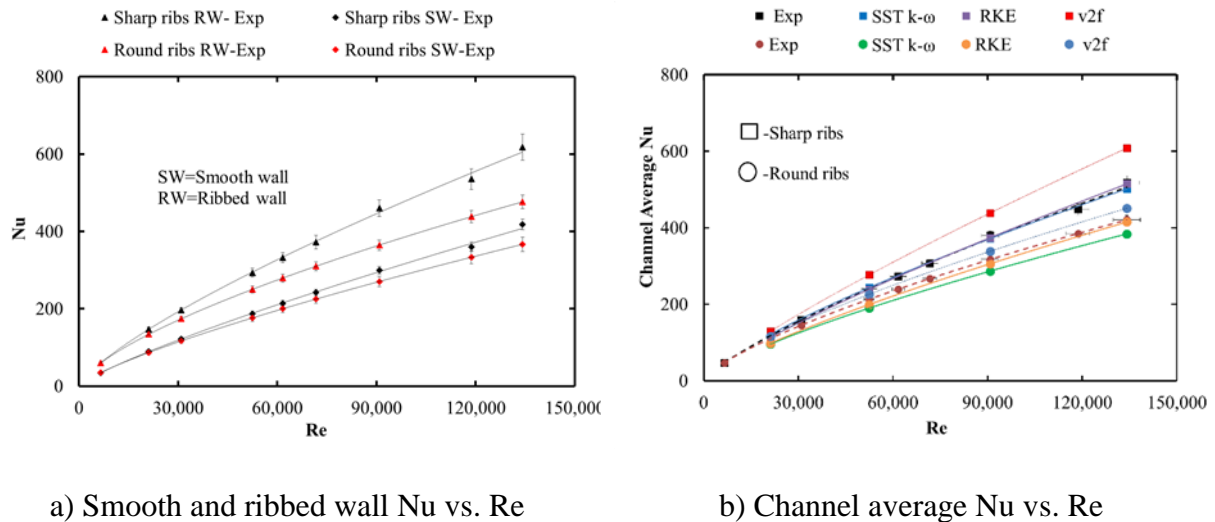 Sharp ribs RW- Exp
Sharp ribs SW- Exp
Round ribs RW-Exp
Round ribs SW-Exp
800
600
400
200
0
Nu
SW=Smooth wall
RW=Ribbed wall
0
30,000
60,000
90,000
120,000
150,000
Re
a) Smooth and ribbed wall Nu vs. Re
Exp
SST k-ω
RKE
v2f
Exp
SST k-ω
RKE
v2f
800
600
400
200
0
Channel Average Nu
-Sharp ribs
-Round ribs
0
30,000
60,000
90,000
120,000
150,000
Re
b) Channel average Nu vs. Re